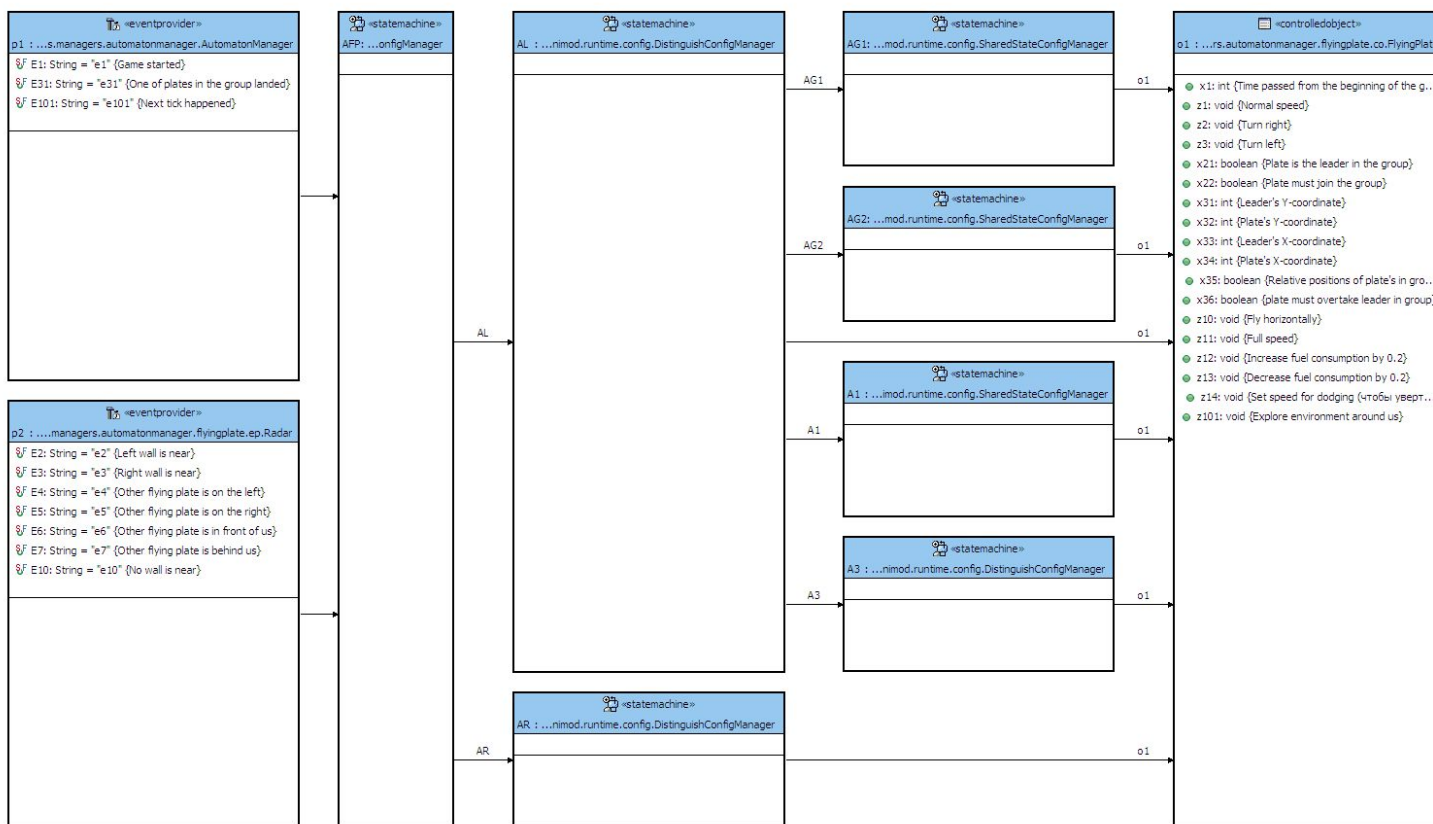 «eventprovider»
p1 : ...s.managers.automatonmanager.AutomatonManager
E1: String = "e1" {Game started}
E31: String = "e31" {One of plates in the group landed}
E101: String = "e101" {Next tick happened}
«eventprovider»
p2 : ....managers.automatonmanager.flyingplate.ep.Radar
E2: String = "e2" {Left wall is near}
E3: String = "e3" {Right wall is near}
E4: String = "e4" {Other flying plate is on the left}
E5: String = "e5" {Other flying plate is on the right}
E6: String = "e6" {Other flying plate is in front of us}
E7: String = "e7" {Other flying plate is behind us}
E10: String = "e10" {No wall is near}
«statemachine»
AFP: ...onfigManager
AL
AR
«statemachine»
AL : ...nimod.runtime.config.DistinguishConfigManager
«statemachine»
AR : ...nimod.runtime.config.DistinguishConfigManager
AG1
AG2
A1
A3
«statemachine»
AG1: ...mod.runtime.config.SharedStateConfigManager
«statemachine»
AG2: ...mod.runtime.config.SharedStateConfigManager
«statemachine»
A1 : ...imod.runtime.config.SharedStateConfigManager
«statemachine»
A3 : ...nimod.runtime.config.DistinguishConfigManager
o1
o1
o1
o1
o1
o1
«controlledobject»
o1 : ...rs.automatonmanager.flyingplate.co.FlyingPlat
x1: int {Time passed from the beginning of the g...
z1: void {Normal speed}
z2: void {Turn right}
z3: void {Turn left}
x21: boolean {Plate is the leader in the group}
x22: boolean {Plate must join the group}
x31: int {Leader's Y-coordinate}
x32: int {Plate's Y-coordinate}
x33: int {Leader's X-coordinate}
x34: int {Plate's X-coordinate}
x35: boolean {Relative positions of plate's in gro...
x36: boolean {plate must overtake leader in group}
z10: void {Fly horizontally}
z11: void {Full speed}
z12: void {Increase fuel consumption by 0.2}
z13: void {Decrease fuel consumption by 0.2}
z14: void {Set speed for dodging (чтобы уверт...
z101: void {Explore environment around us}